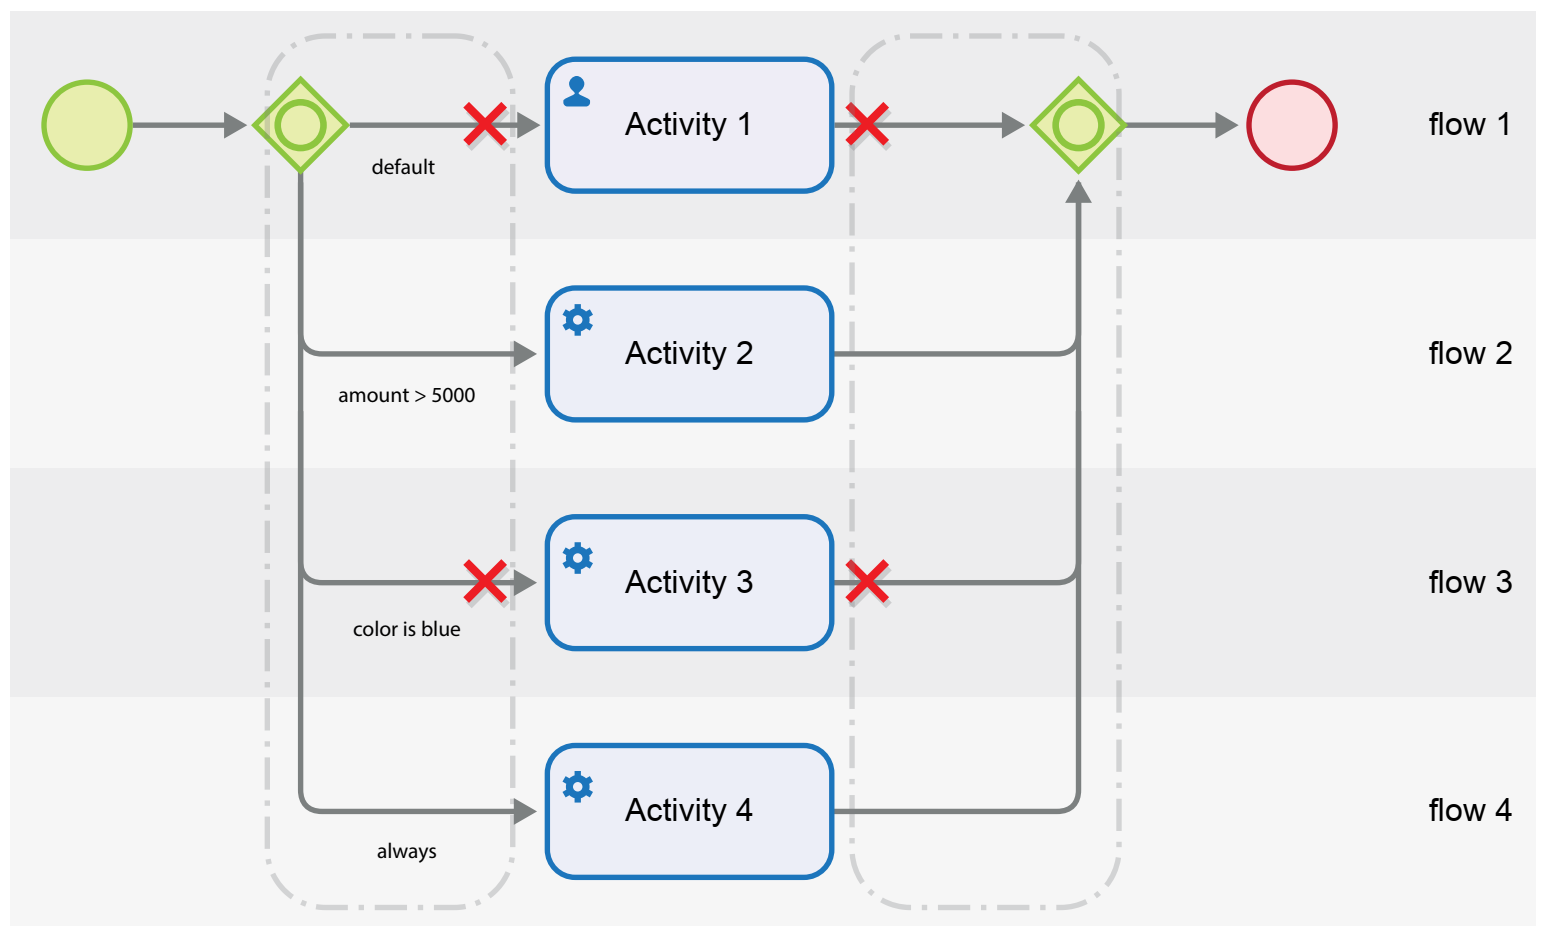 Activity 1
flow 1
default
Activity 2
flow 2
amount > 5000
Activity 3
flow 3
color is blue
Activity 4
flow 4
always